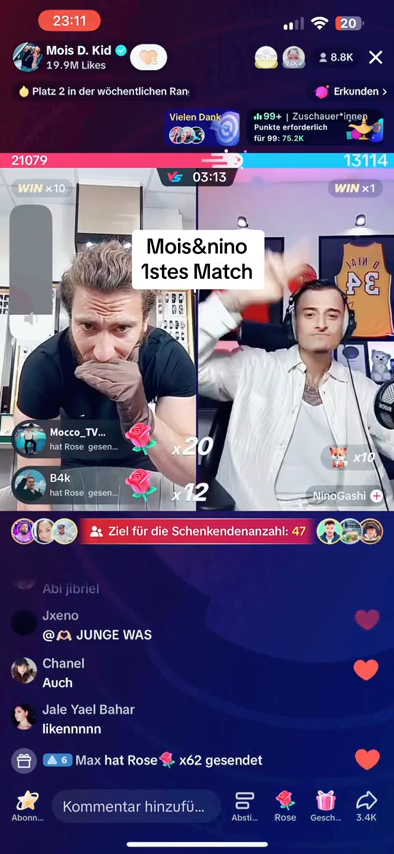 23:11
20
Mois D. Kid
19.9M Likes
8.8K
Platz 2 in der wöchentlichen Ran
Erkunden >
Vielen Dank
99+ | Zuschauer*innen
Punkte erforderlich
für 99: 75.2K
21079
VS 03:13
13114
WIN x10
WIN x1
Mois&nino
1stes Match
Mocco_TV...
hat Rose gesen...
x20
B4k
hat Rose gesen...
x12
x10
NinoGashi
Ziel für die Schenkendenanzahl: 47
Abi jibriel
Jxeno
@🫶🏼 JUNGE WAS
Chanel
Auch
Jale Yael Bahar
likennnnn
6 Max hat Rose🌹 x62 gesendet
Abonn...
Kommentar hinzufü...
Absti...
Rose
Gesch...
3.4K